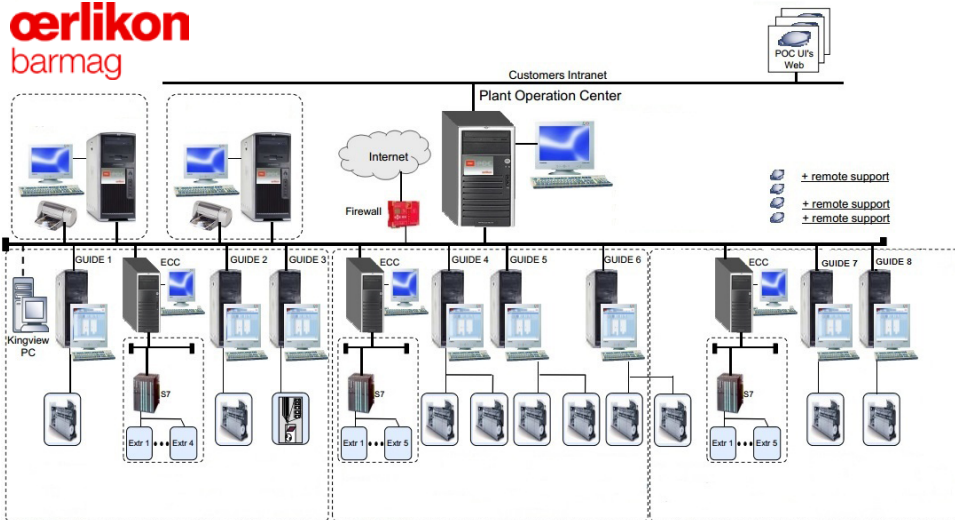 œrlikon
barmag
POC UI's
Web
Customers Intranet
Plant Operation Center
Internet
Firewall
+ remote support
+ remote support
+ remote support
GUIDE 1
ECC
GUIDE 2
GUIDE 3
ECC
GUIDE 4
GUIDE 5
GUIDE 6
ECC
GUIDE 7
GUIDE 8
Kingview
PC
S7
S7
S7
Extr 1
Extr 4
Extr 1
Extr 5
Extr 1
Extr 5